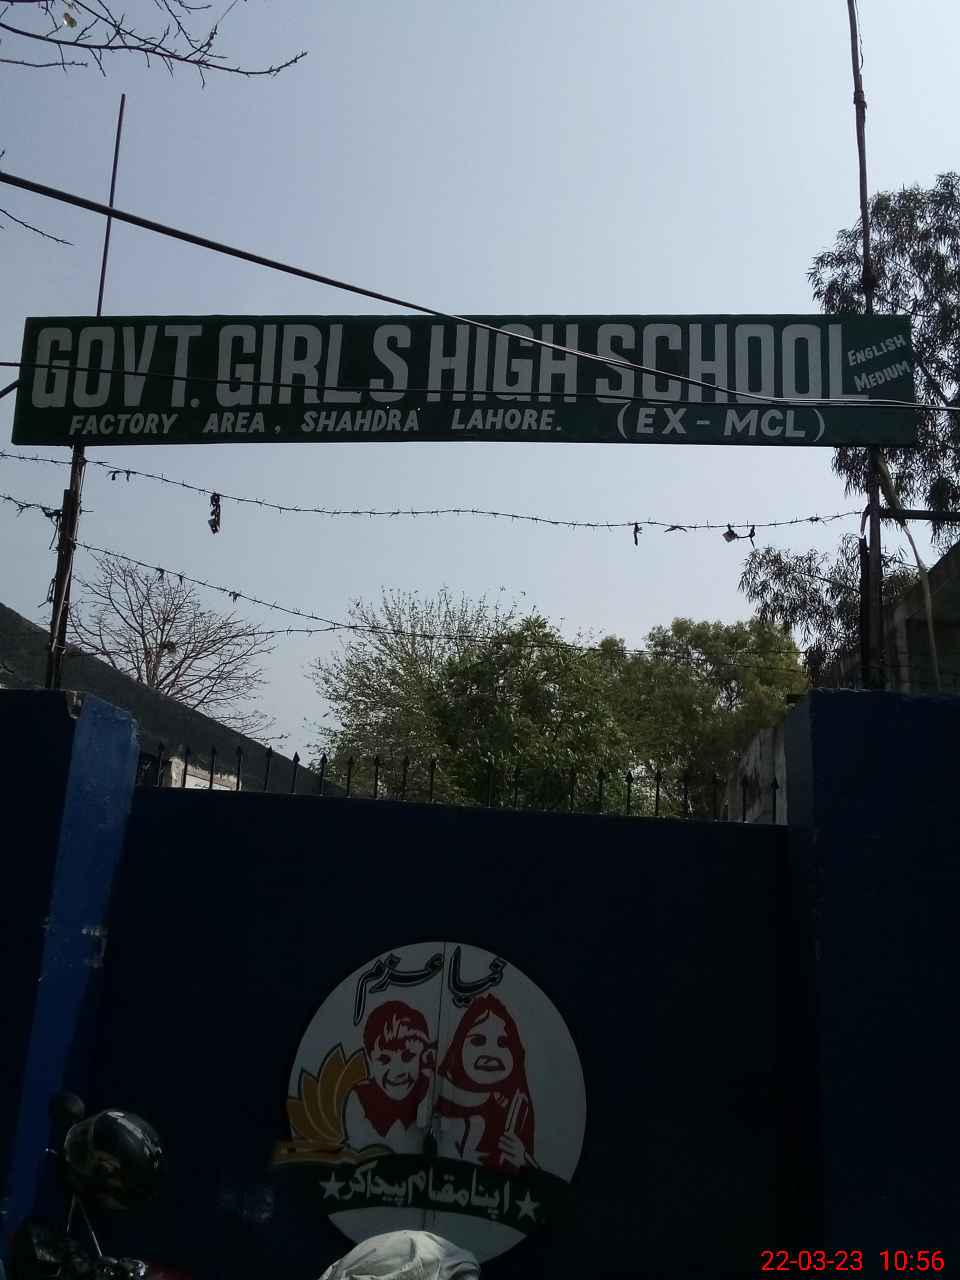 GOVT. GIRLS HIGH SCHOOL
ENGLISH
MEDIUM
FACTORY AREA, SHAHDRA LAHORE. (EX-MCL)
نیا عزم
اپنا مقام پیدا کر
22-03-23 10:56